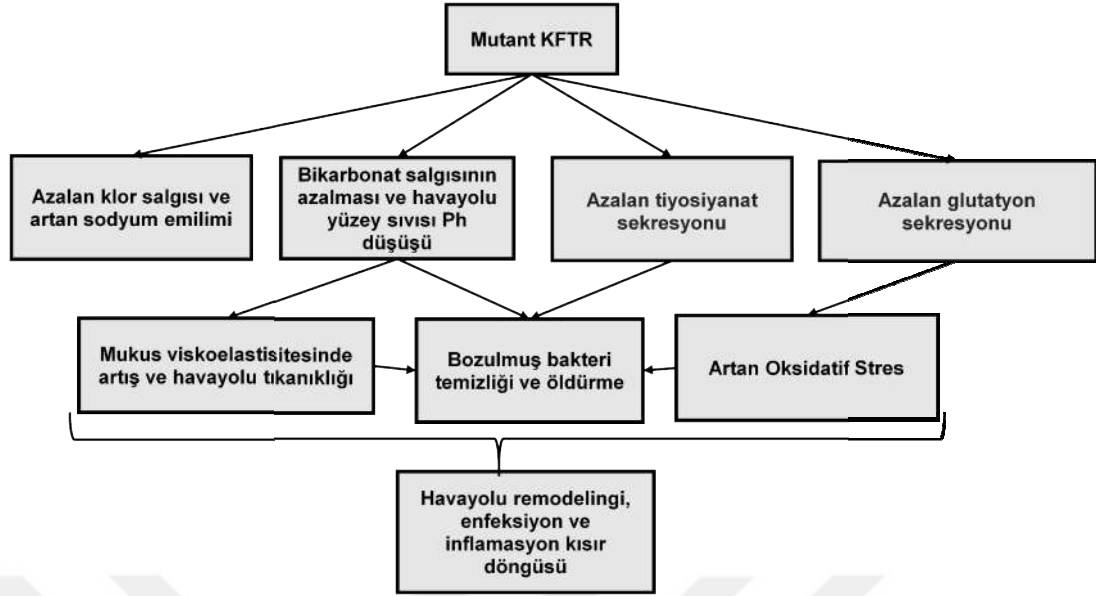 Mutant KFTR
Azalan klor salgısı ve
artan sodyum emilimi
Bikarbonat salgısının
azalması ve havayolu
yüzey sıvısı Ph
düşüşü
Azalan tiyosiyanat
sekresyonu
Azalan glutatyon
sekresyonu
Mukus viskoelastisitesinde
artış ve havayolu tıkanıklığı
Bozulmuş bakteri
temizliği ve öldürme
Artan Oksidatif Stres
Havayolu remodelingi,
enfeksiyon ve
inflamasyon kısır
döngüsü